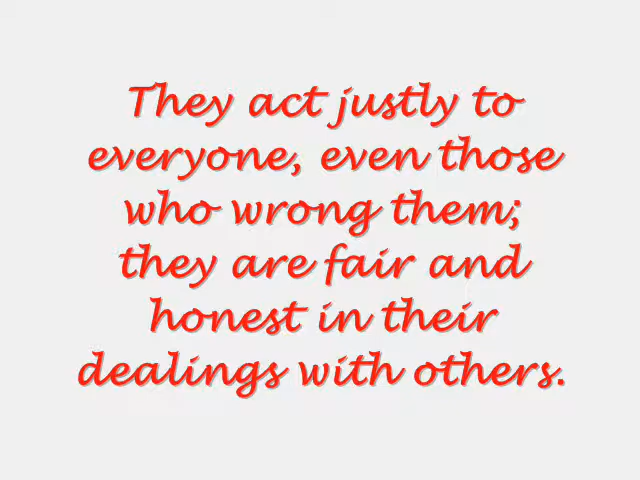 They act justly to
everyone, even those
who wrong them;
they are fair and
honest in their
dealings with others.